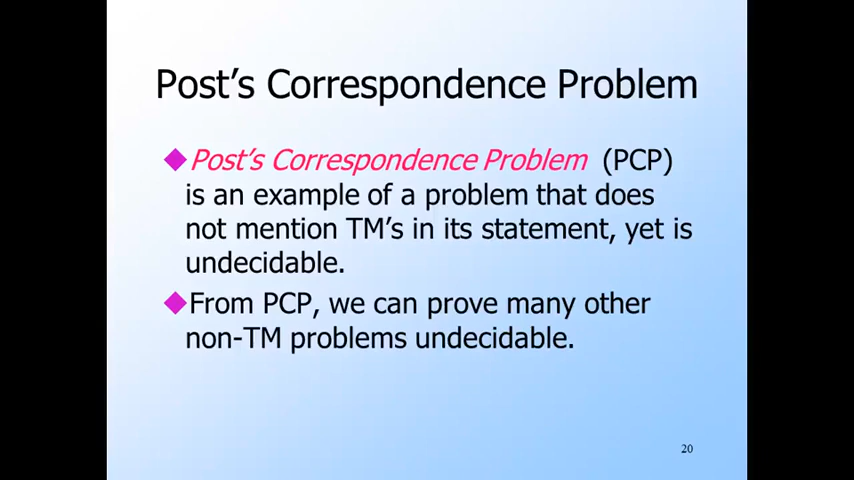 Post's Correspondence Problem
Post's Correspondence Problem (PCP)
is an example of a problem that does
not mention TM's in its statement, yet is
undecidable.
From PCP, we can prove many other
non-TM problems undecidable.
20